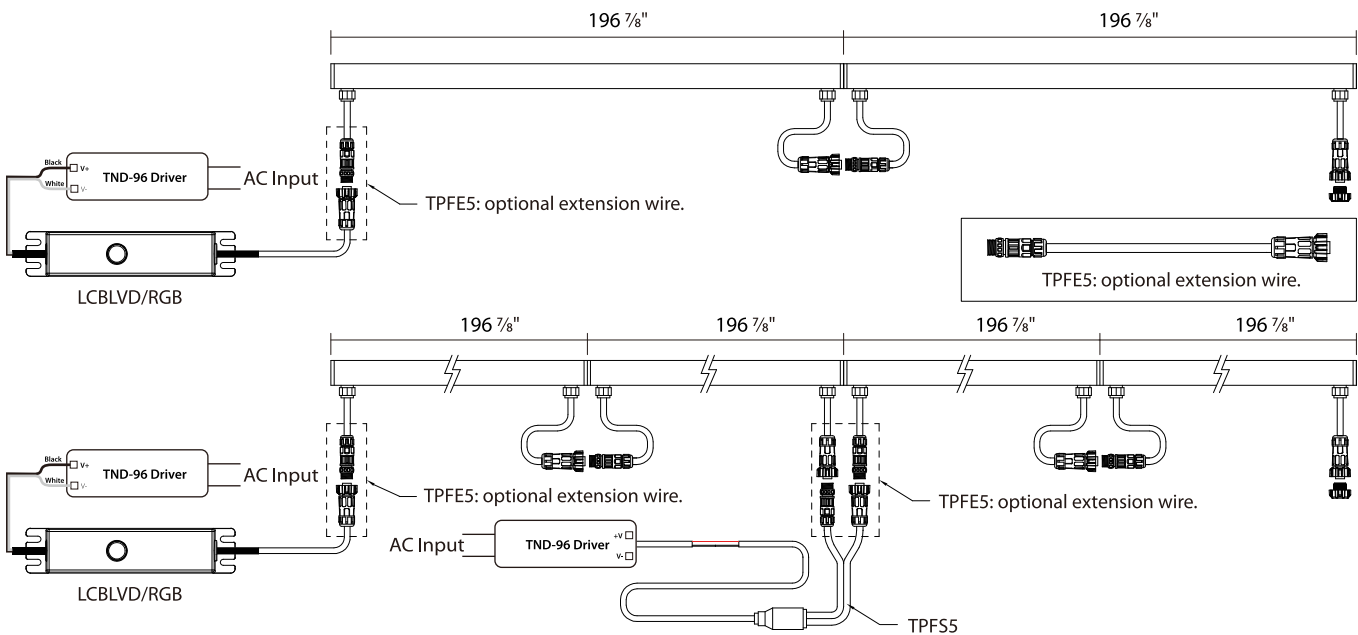 196 ⅞" 196 ⅞"
Black
V+
TND-96 Driver
White
V-
AC Input
TPFE5: optional extension wire.
LCBLVD/RGB
TPFE5: optional extension wire.
196 ⅞" 196 ⅞" 196 ⅞" 196 ⅞"
Black
V+
TND-96 Driver
White
V-
AC Input
TPFE5: optional extension wire.
TPFE5: optional extension wire.
AC Input
TND-96 Driver
+V
V-
LCBLVD/RGB
TPFS5